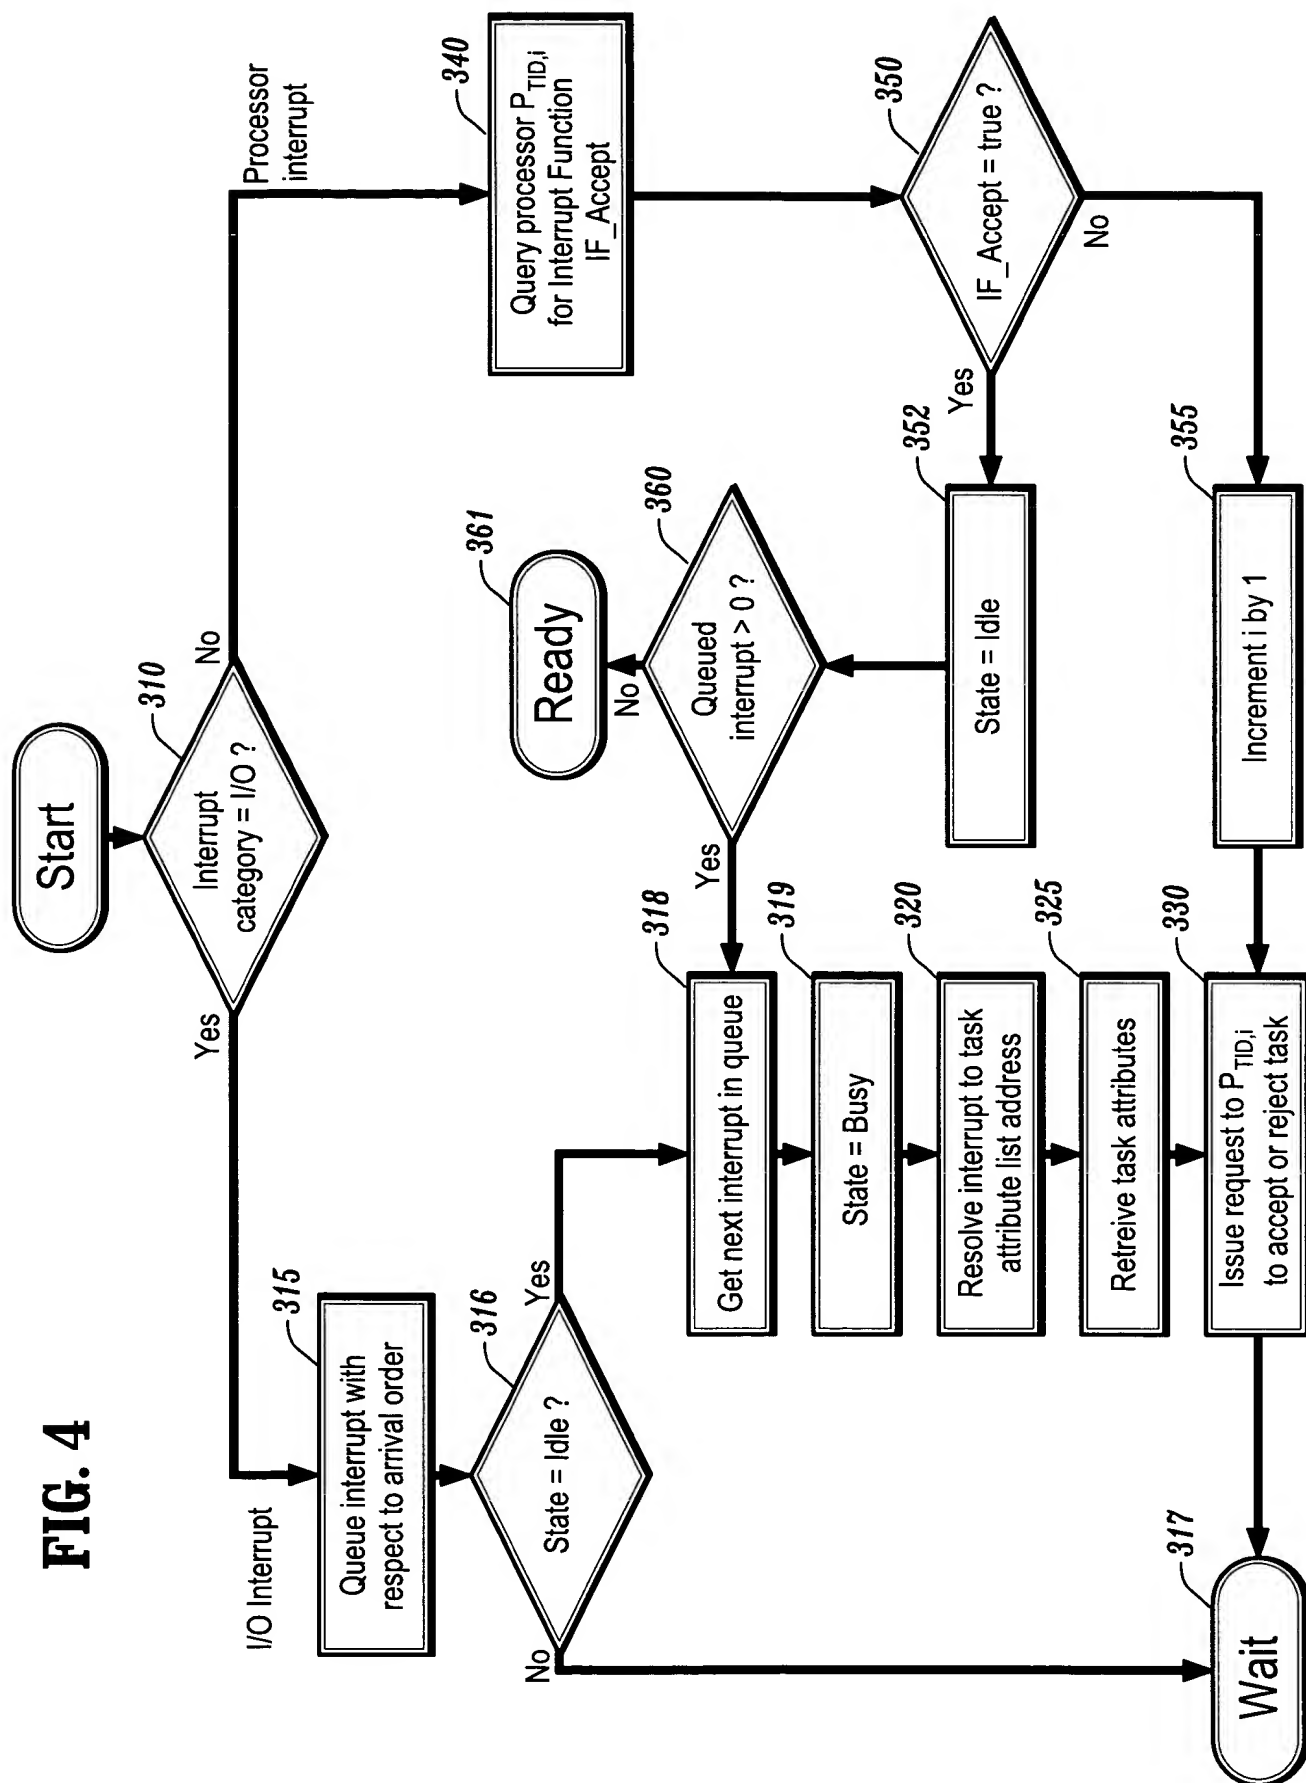 FIG. 4
Start
310
Interrupt
category = I/O ?
Yes
No
I/O Interrupt
Processor
interrupt
315
Queue interrupt with
respect to arrival order
316
State = Idle ?
No
Yes
340
Query processor P_TID,i
for Interrupt Function
IF_Accept
350
IF_Accept = true ?
Yes
No
352
State = Idle
360
Queued
interrupt > 0 ?
No
Yes
361
Ready
318
Get next interrupt in queue
319
State = Busy
320
Resolve interrupt to task
attribute list address
325
Retreive task attributes
355
Increment i by 1
330
Issue request to P_TID,i
to accept or reject task
317
Wait